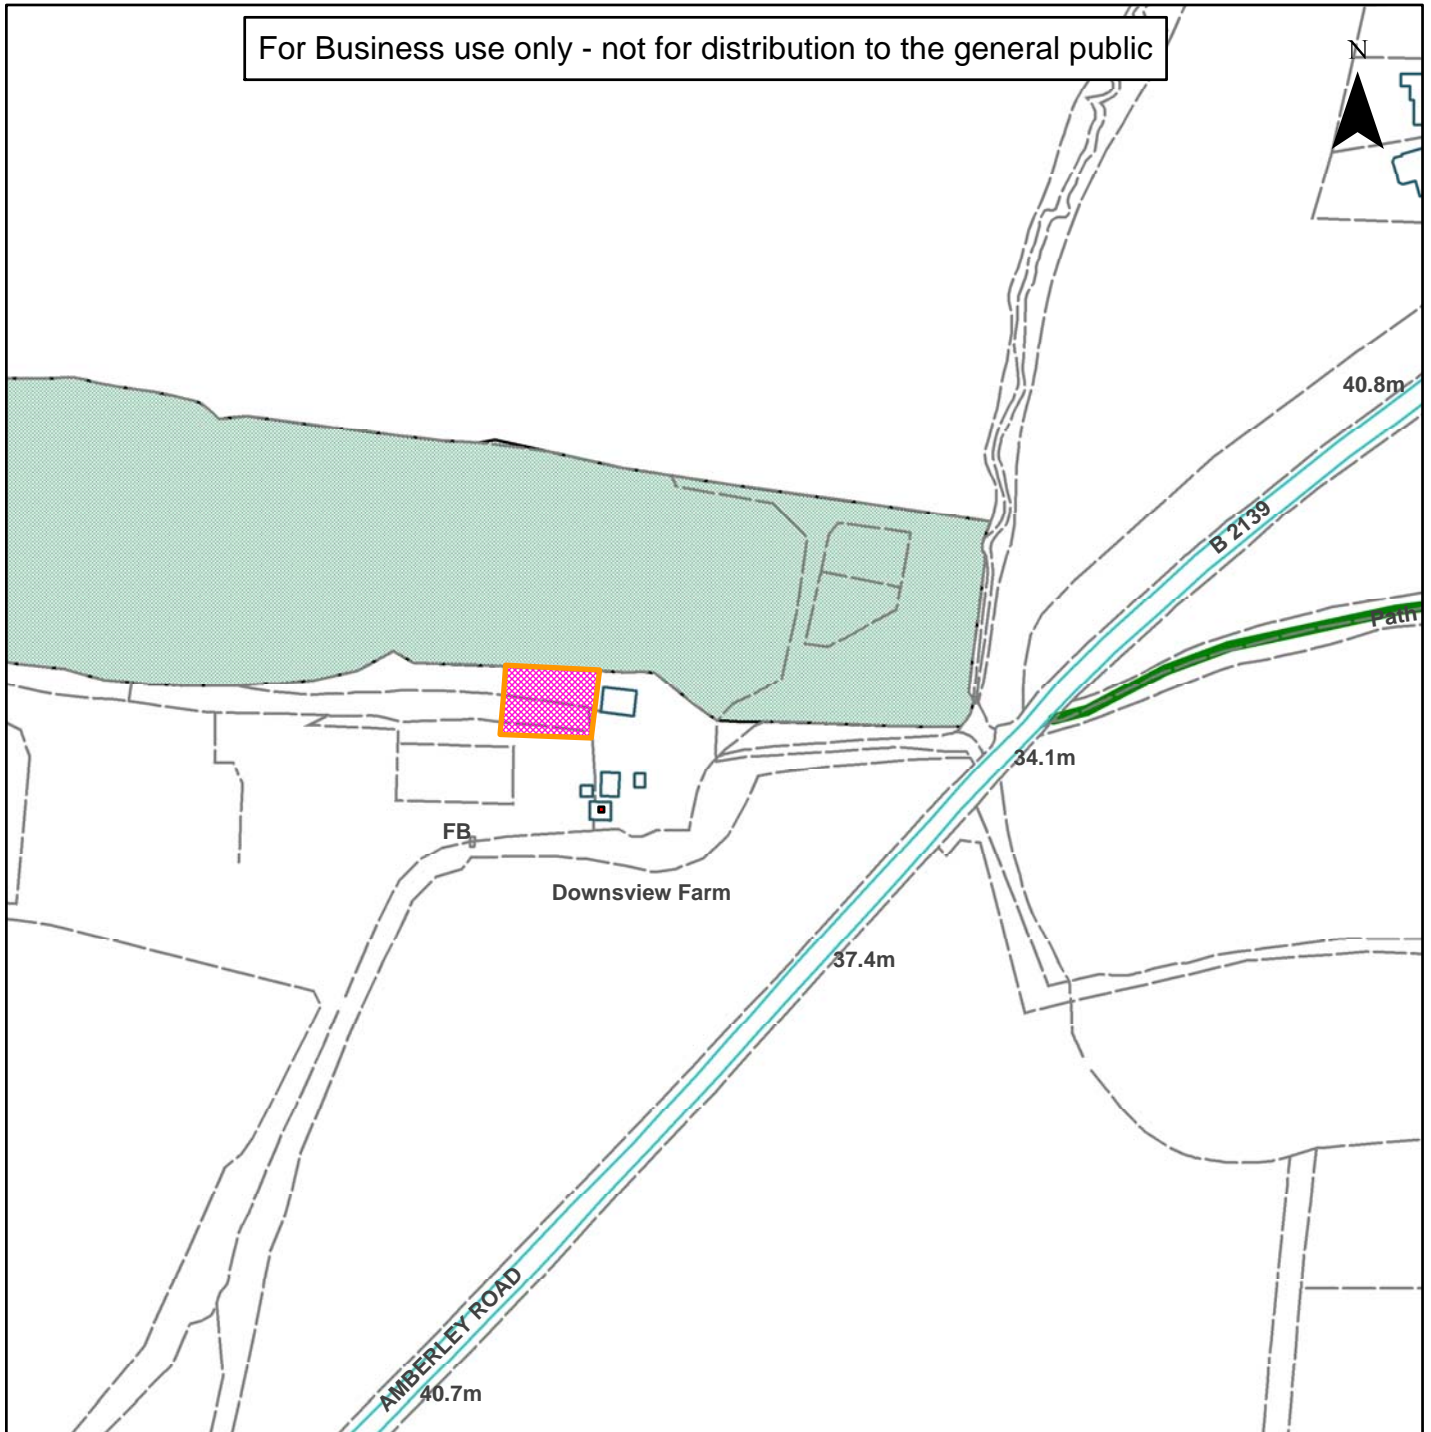 For Business use only - not for distribution to the general public
N
40.8m
B 2139
Path
34.1m
FB
Downsview Farm
37.4m
AMBERLEY ROAD
40.7m